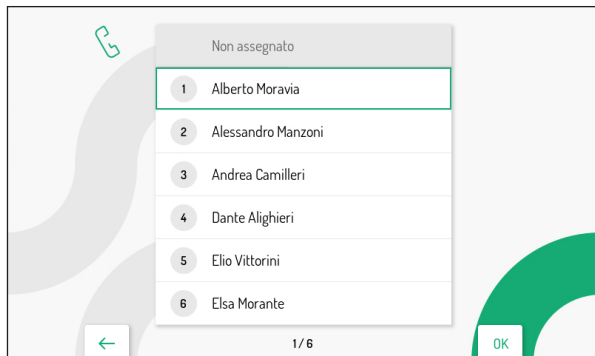 Non assegnato
1 Alberto Moravia
2 Alessandro Manzoni
3 Andrea Camilleri
4 Dante Alighieri
5 Elio Vittorini
6 Elsa Morante
1 / 6
OK